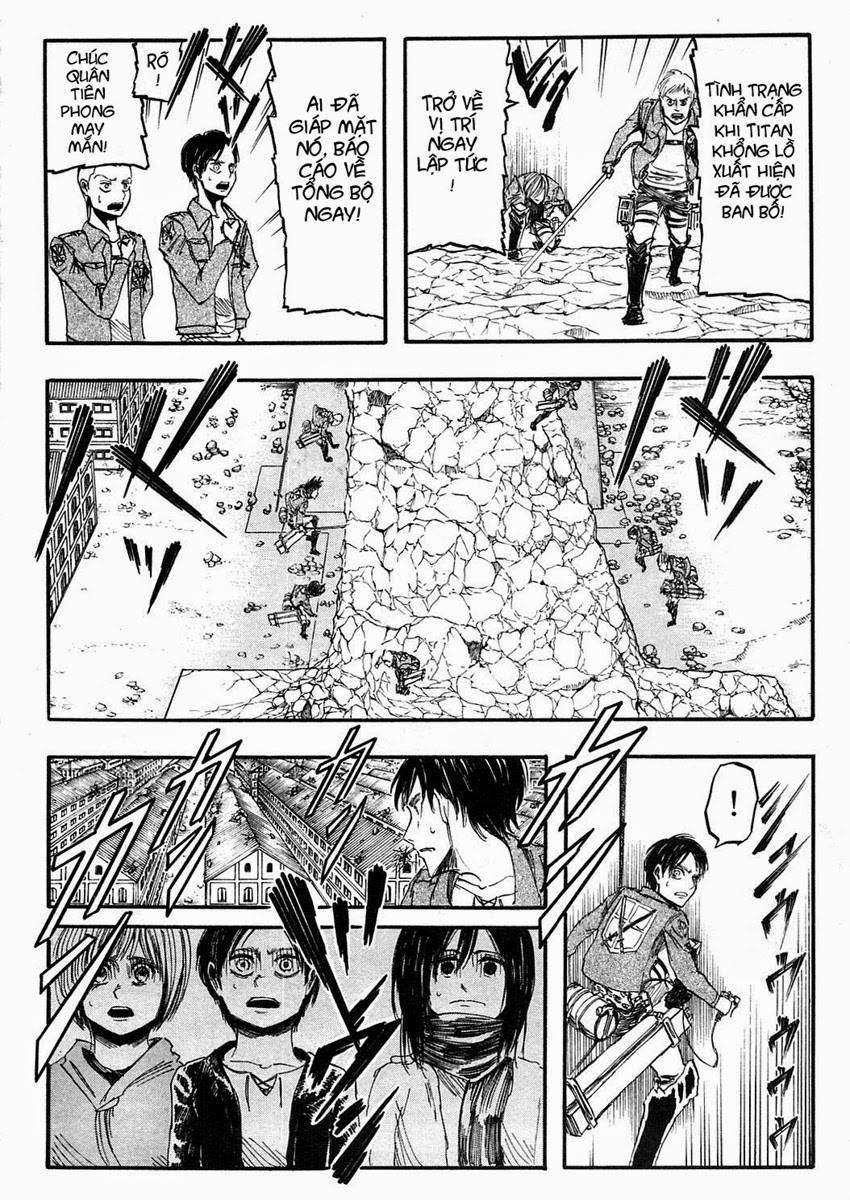 TÌNH TRẠNG
KHẨN CẤP
KHI TITAN
KHỔNG LỒ
XUẤT HIỆN
ĐÃ ĐƯỢC
BAN BỐ!
TRỞ VỀ
VỊ TRÍ
NGAY
LẬP TỨC
!
AI ĐÃ
GIÁP MẶT
NÓ, BÁO
CÁO VỀ
TỔNG BỘ
NGAY!
RÕ
!
CHÚC
QUÂN
TIÊN
PHONG
MAY
MẮN!
!